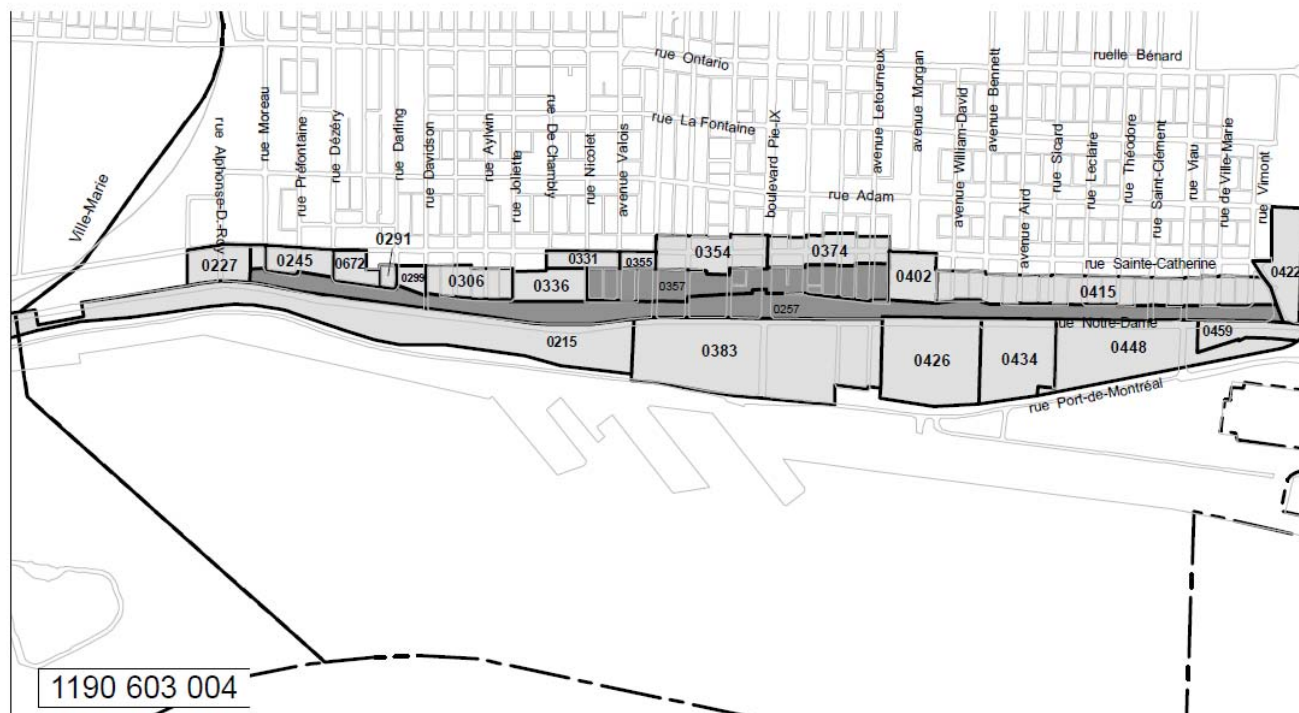 rue Ontario
ruelle Bénard
rue La Fontaine
rue Adam
rue Sainte-Catherine
rue Notre-Dame
rue Port-de-Montréal
Ville-Marie
rue Alphonse-D.-Roy
rue Moreau
rue Préfontaine
rue Dézéry
rue Darling
rue Davidson
rue Aylwin
rue Joliette
rue De Chambly
rue Nicolet
avenue Valois
boulevard Pie-IX
avenue Letourneux
avenue Morgan
avenue William-David
avenue Bennett
avenue Aird
rue Sicard
rue Leclaire
rue Théodore
rue Saint-Clément
rue Viau
rue de Ville-Marie
rue Vimont
0291
0227
0245
0672
0299
0306
0336
0331
0355
0354
0357
0374
0402
0257
0415
0422
0215
0383
0426
0434
0448
0459
1190 603 004